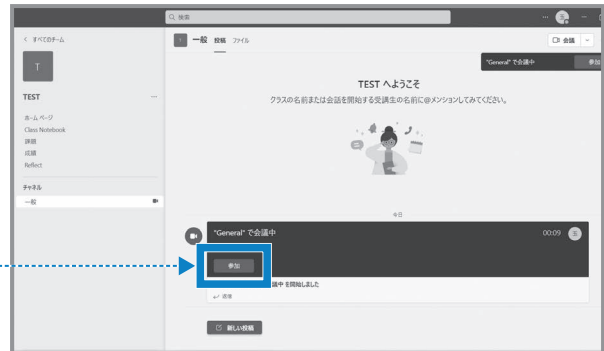 検索
くすべてのチーム
一般 投稿 ファイル
会議
"General" で会議中 参加
T
TEST
ホーム ページ
Class Notebook
課題
成績
Reflect
チャネル
一般
TEST へようこそ
クラスの名前または会話を開始する受講生の名前に@メンションしてみてください。
今日
"General" で会議中 00:09 玉
参加
議中 を開始しました
返信
新しい投稿